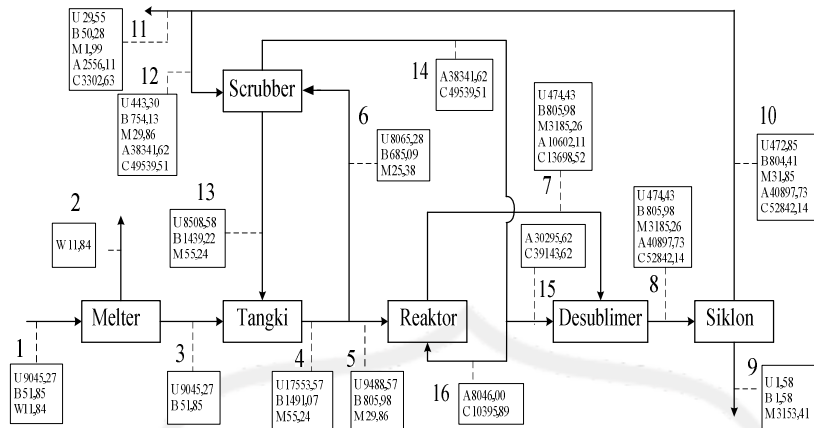 U 29,55
B 50,28
M 1,99
A 2556,11
C 3302,63
11
12
U 443,30
B 754,13
M 29,86
A 38341,62
C 49539,51
Scrubber
14
A 38341,62
C 49539,51
6
U 8065,28
B 685,09
M 25,38
U 474,43
B 805,98
M 3185,26
A 10602,11
C 13698,52
7
10
U 472,85
B 804,41
M 31,85
A 40897,73
C 52842,14
2
W 11,84
13
U 8508,58
B 1439,22
M 55,24
A 30295,62
C 39143,62
15
U 474,43
B 805,98
M 3185,26
A 40897,73
C 52842,14
8
Melter
Tangki
Reaktor
Desublimer
Siklon
1
U 9045,27
B 51,85
W 11,84
3
U 9045,27
B 51,85
4
U 17553,57
B 1491,07
M 55,24
5
U 9488,57
B 805,98
M 29,86
16
A 8046,00
C 10395,89
9
U 1,58
B 1,58
M 3153,41